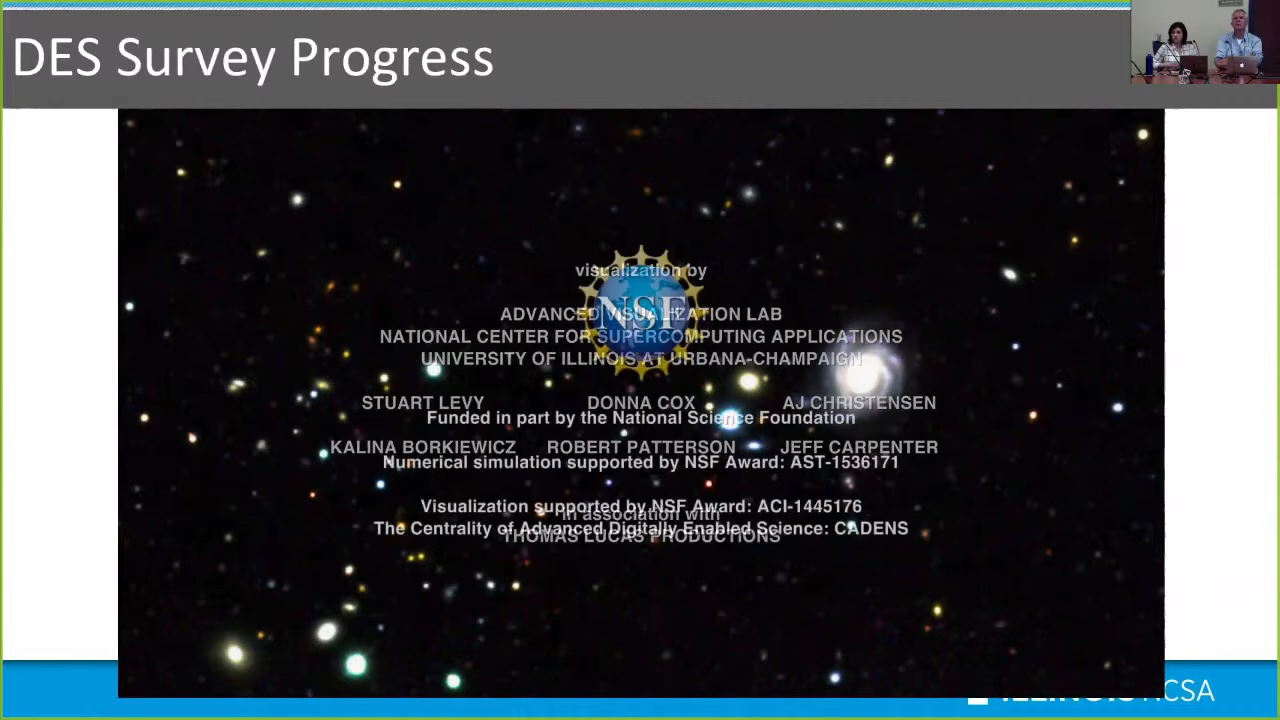 DES Survey Progress
visualization by
NSF
ADVANCED VISUALIZATION LAB
NATIONAL CENTER FOR SUPERCOMPUTING APPLICATIONS
UNIVERSITY OF ILLINOIS AT URBANA-CHAMPAIGN
STUART LEVY DONNA COX AJ CHRISTENSEN
Funded in part by the National Science Foundation
KALINA BORKIEWICZ ROBERT PATTERSON JEFF CARPENTER
Numerical simulation supported by NSF Award: AST-1536171
Visualization supported by NSF Award: ACI-1445176
in association with
The Centrality of Advanced Digitally Enabled Science: CADENS
THOMAS LUCAS PRODUCTIONS
ILLINOIS NCSA